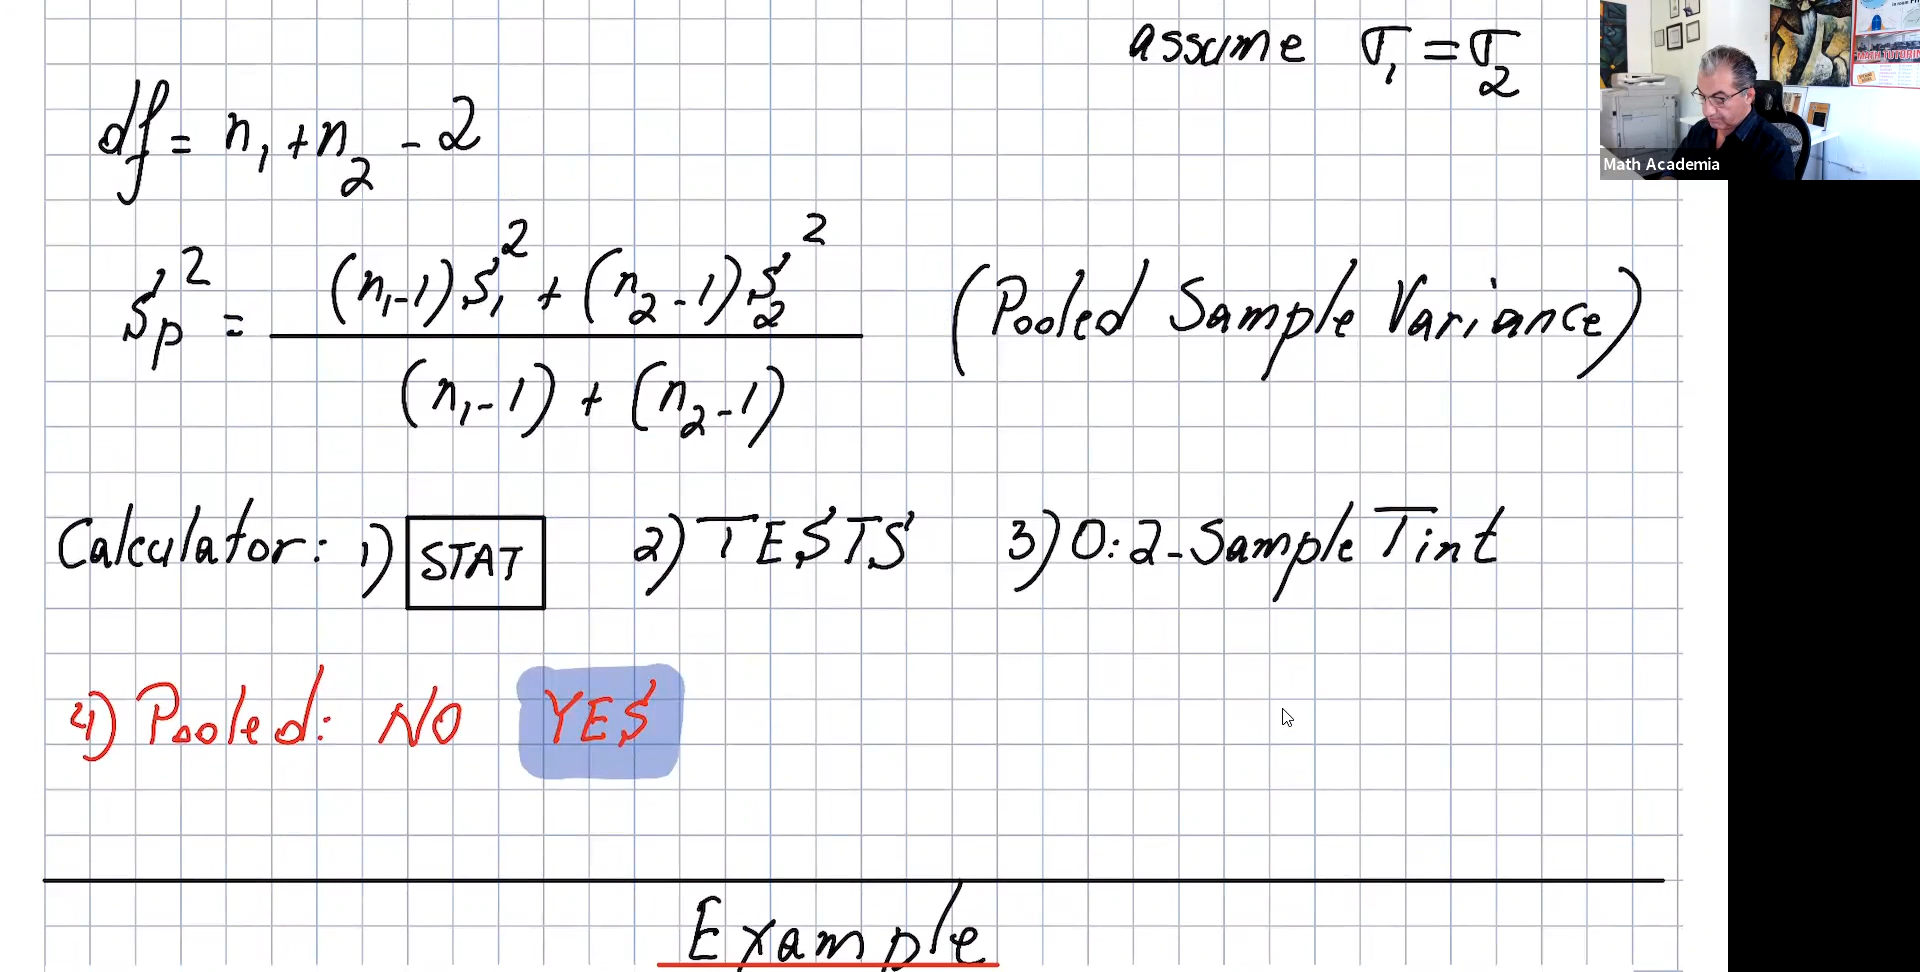 assume σ₁ = σ₂
df = n₁ + n₂ - 2
Sp² = (n₁-1) S₁² + (n₂-1) S₂² / (n₁-1) + (n₂-1) (Pooled Sample Variance)
Calculator: 1) STAT 2) TESTS 3) 0: 2-Sample Tint
4) Pooled: NO YES
Example
Math Academia
MATH TUTORING